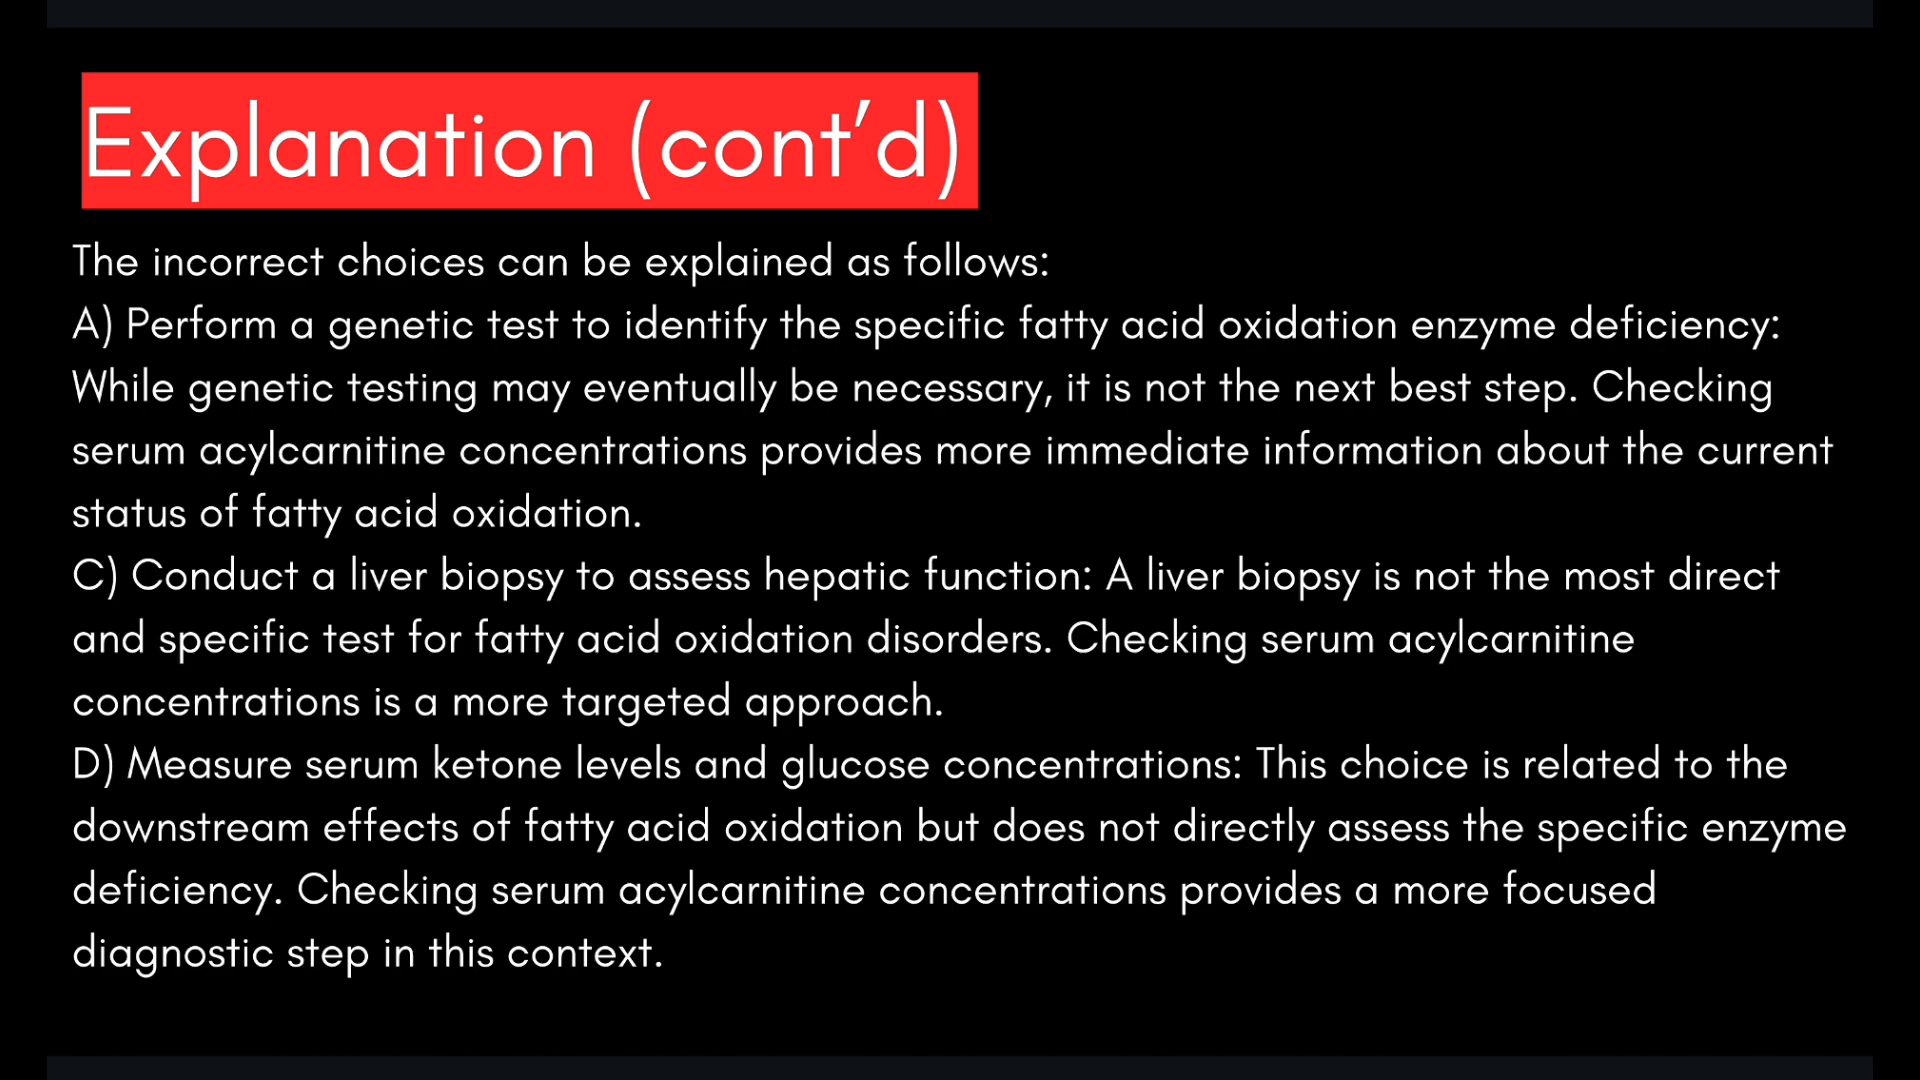 Explanation (cont’d)
The incorrect choices can be explained as follows:
A) Perform a genetic test to identify the specific fatty acid oxidation enzyme deficiency:
While genetic testing may eventually be necessary, it is not the next best step. Checking
serum acylcarnitine concentrations provides more immediate information about the current
status of fatty acid oxidation.
C) Conduct a liver biopsy to assess hepatic function: A liver biopsy is not the most direct
and specific test for fatty acid oxidation disorders. Checking serum acylcarnitine
concentrations is a more targeted approach.
D) Measure serum ketone levels and glucose concentrations: This choice is related to the
downstream effects of fatty acid oxidation but does not directly assess the specific enzyme
deficiency. Checking serum acylcarnitine concentrations provides a more focused
diagnostic step in this context.